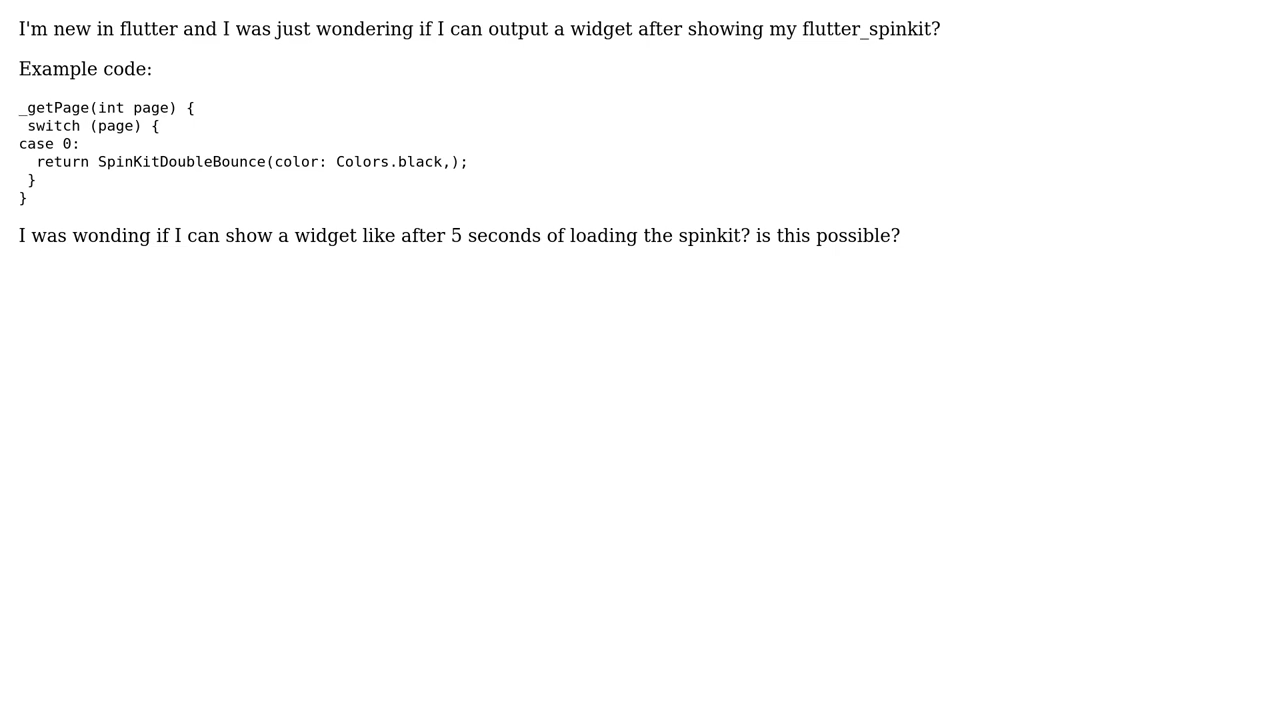 I'm new in flutter and I was just wondering if I can output a widget after showing my flutter_spinkit?
Example code:
_getPage(int page) {
 switch (page) {
case 0:
  return SpinKitDoubleBounce(color: Colors.black,);
 }
}
I was wonding if I can show a widget like after 5 seconds of loading the spinkit? is this possible?